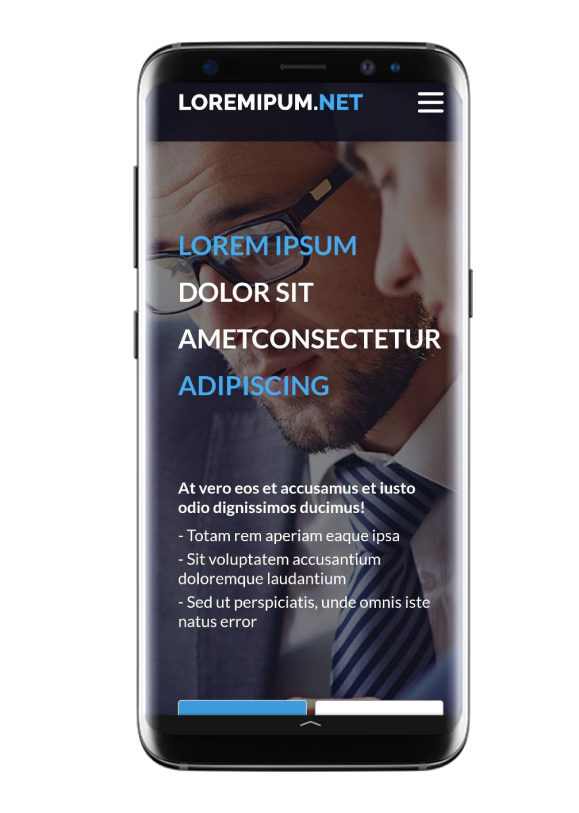 LOREMIPUM.NET
LOREM IPSUM
DOLOR SIT
AMETCONSECTETUR
ADIPISCING
At vero eos et accusamus et iusto
odio dignissimos ducimus!
- Totam rem aperiam eaque ipsa
- Sit voluptatem accusantium
doloremque laudantium
- Sed ut perspiciatis, unde omnis iste
natus error